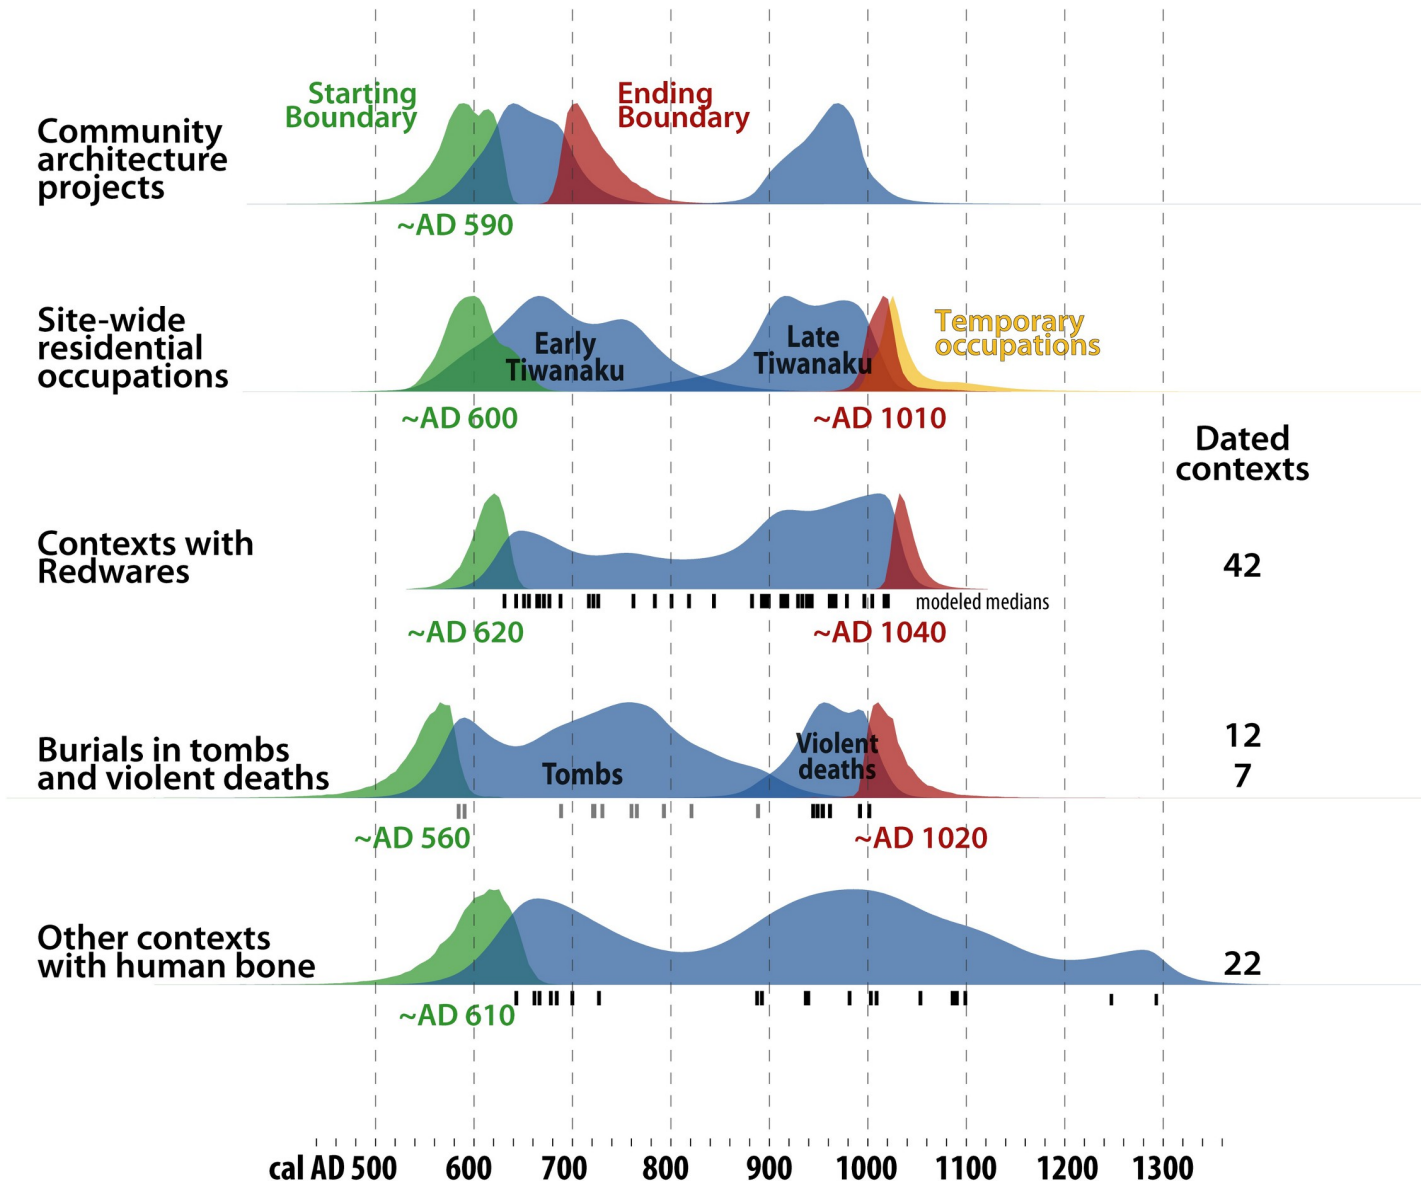 Starting
Boundary
Ending
Boundary
Community
architecture
projects
~AD 590
Site-wide
residential
occupations
Early
Tiwanaku
Late
Tiwanaku
Temporary
occupations
~AD 600
~AD 1010
Dated
contexts
Contexts with
Redwares
42
modeled medians
~AD 620
~AD 1040
Burials in tombs
and violent deaths
Tombs
Violent
deaths
12
7
~AD 560
~AD 1020
Other contexts
with human bone
22
~AD 610
cal AD 500 600 700 800 900 1000 1100 1200 1300